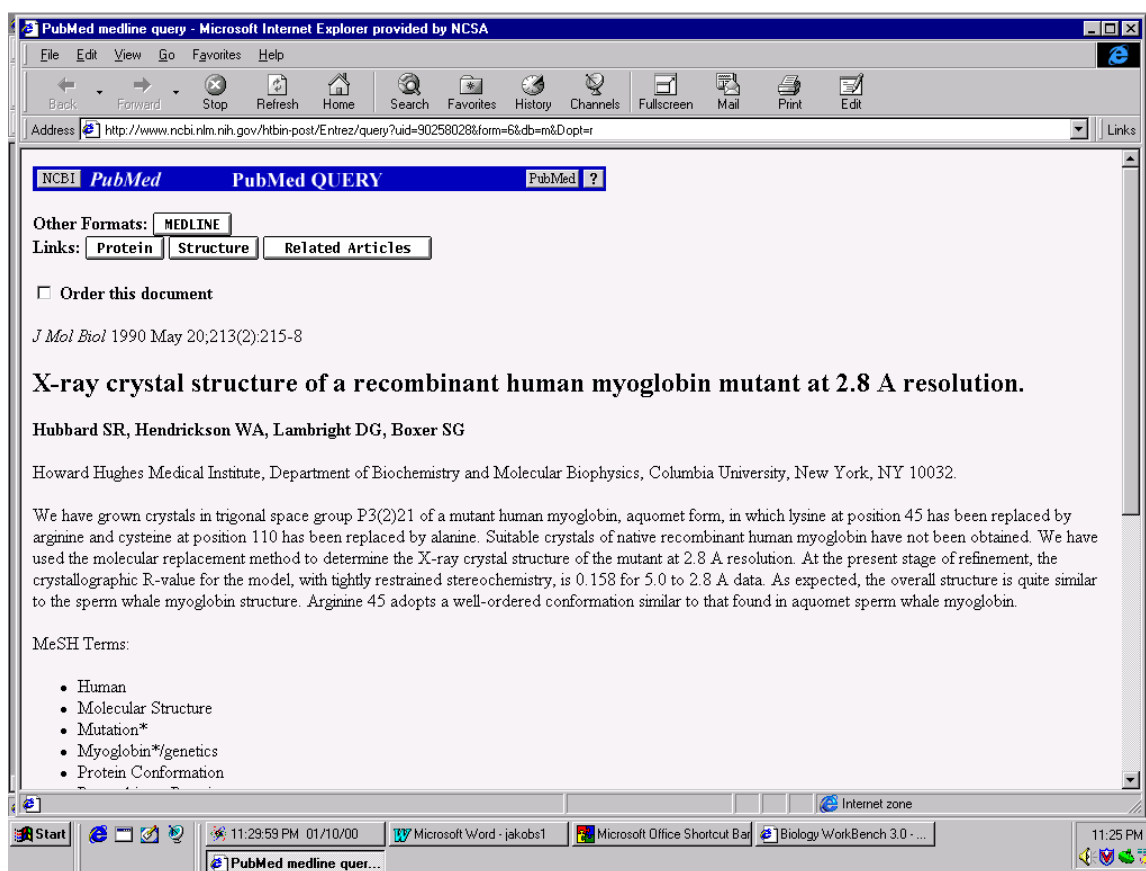 PubMed medline query - Microsoft Internet Explorer provided by NCSA
File Edit View Go Favorites Help
Back Forward Stop Refresh Home Search Favorites History Channels Fullscreen Mail Print Edit
Address http://www.ncbi.nlm.nih.gov/htbin-post/Entrez/query?uid=90258028&form=6&db=m&Dopt=r Links
NCBI PubMed PubMed QUERY PubMed ?
Other Formats: MEDLINE
Links: Protein Structure Related Articles
Order this document
J Mol Biol 1990 May 20;213(2):215-8
X-ray crystal structure of a recombinant human myoglobin mutant at 2.8 A resolution.
Hubbard SR, Hendrickson WA, Lambright DG, Boxer SG
Howard Hughes Medical Institute, Department of Biochemistry and Molecular Biophysics, Columbia University, New York, NY 10032.
We have grown crystals in trigonal space group P3(2)21 of a mutant human myoglobin, aquomet form, in which lysine at position 45 has been replaced by
arginine and cysteine at position 110 has been replaced by alanine. Suitable crystals of native recombinant human myoglobin have not been obtained. We have
used the molecular replacement method to determine the X-ray crystal structure of the mutant at 2.8 A resolution. At the present stage of refinement, the
crystallographic R-value for the model, with tightly restrained stereochemistry, is 0.158 for 5.0 to 2.8 A data. As expected, the overall structure is quite similar
to the sperm whale myoglobin structure. Arginine 45 adopts a well-ordered conformation similar to that found in aquomet sperm whale myoglobin.
MeSH Terms:
Human
Molecular Structure
Mutation*
Myoglobin*/genetics
Protein Conformation
Internet zone
Start 11:29:59 PM 01/10/00 Microsoft Word - jakobs1 Microsoft Office Shortcut Bar Biology WorkBench 3.0 - ... 11:25 PM
PubMed medline quer...